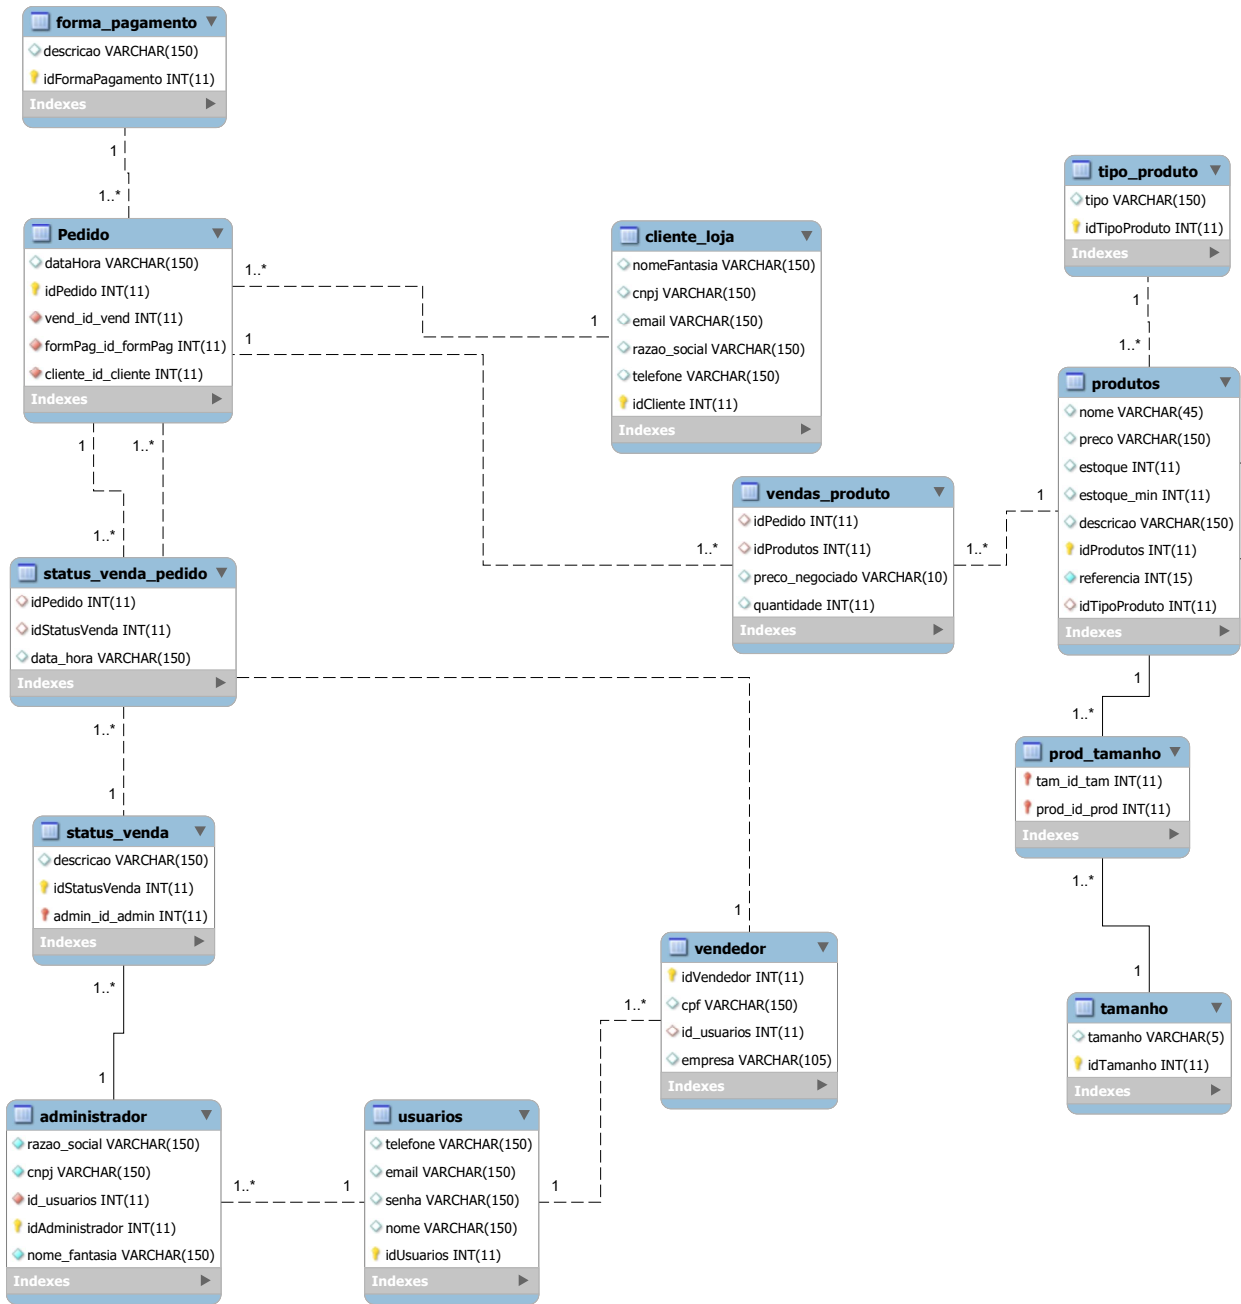 forma_pagamento
descricao VARCHAR(150)
idFormaPagamento INT(11)
Indexes
1
1..*
Pedido
dataHora VARCHAR(150)
idPedido INT(11)
vend_id_vend INT(11)
formPag_id_formPag INT(11)
cliente_id_cliente INT(11)
Indexes
1..*
1
1
1..*
cliente_loja
nomeFantasia VARCHAR(150)
cnpj VARCHAR(150)
email VARCHAR(150)
razao_social VARCHAR(150)
telefone VARCHAR(150)
idCliente INT(11)
Indexes
1
tipo_produto
tipo VARCHAR(150)
idTipoProduto INT(11)
Indexes
1
1..*
produtos
nome VARCHAR(45)
preco VARCHAR(150)
estoque INT(11)
estoque_min INT(11)
descricao VARCHAR(150)
idProdutos INT(11)
referencia INT(15)
idTipoProduto INT(11)
Indexes
1
1
vendas_produto
idPedido INT(11)
idProdutos INT(11)
preco_negociado VARCHAR(10)
quantidade INT(11)
Indexes
1..*
1..*
1..*
status_venda_pedido
idPedido INT(11)
idStatusVenda INT(11)
data_hora VARCHAR(150)
Indexes
1..*
1
status_venda
descricao VARCHAR(150)
idStatusVenda INT(11)
admin_id_admin INT(11)
Indexes
1..*
1
1..*
prod_tamanho
tam_id_tam INT(11)
prod_id_prod INT(11)
Indexes
1..*
1
tamanho
tamanho VARCHAR(5)
idTamanho INT(11)
Indexes
1
vendedor
idVendedor INT(11)
cpf VARCHAR(150)
id_usuarios INT(11)
empresa VARCHAR(105)
Indexes
1..*
administrador
razao_social VARCHAR(150)
cnpj VARCHAR(150)
id_usuarios INT(11)
idAdministrador INT(11)
nome_fantasia VARCHAR(150)
Indexes
1..*
1
usuarios
telefone VARCHAR(150)
email VARCHAR(150)
senha VARCHAR(150)
nome VARCHAR(150)
idUsuarios INT(11)
Indexes
1